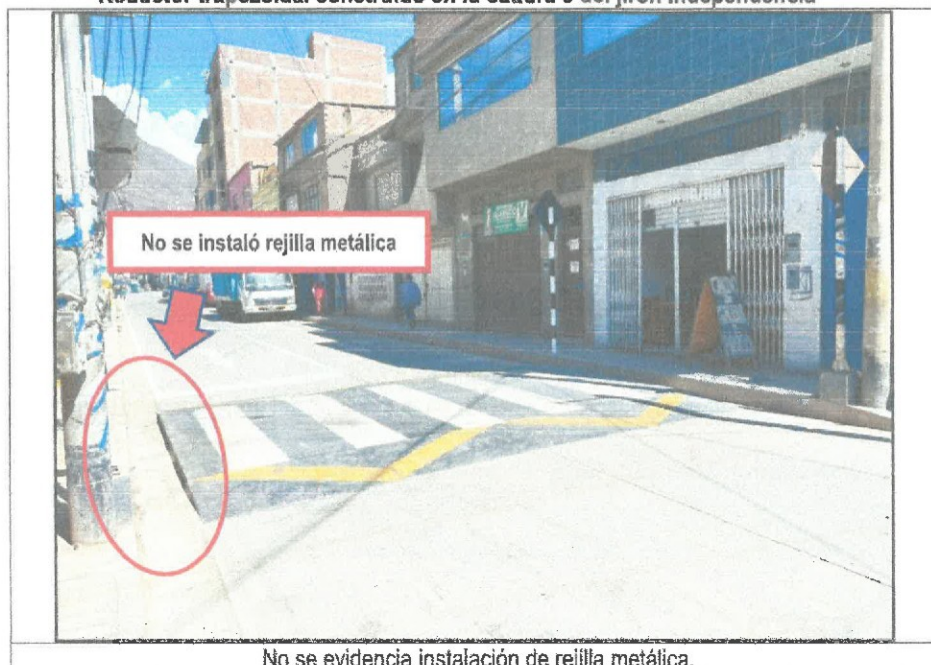 Reductor trapezoidal construido en la cuadra 5 del jirón Independencia
No se instaló rejilla metálica
No se evidencia instalación de rejilla metálica.